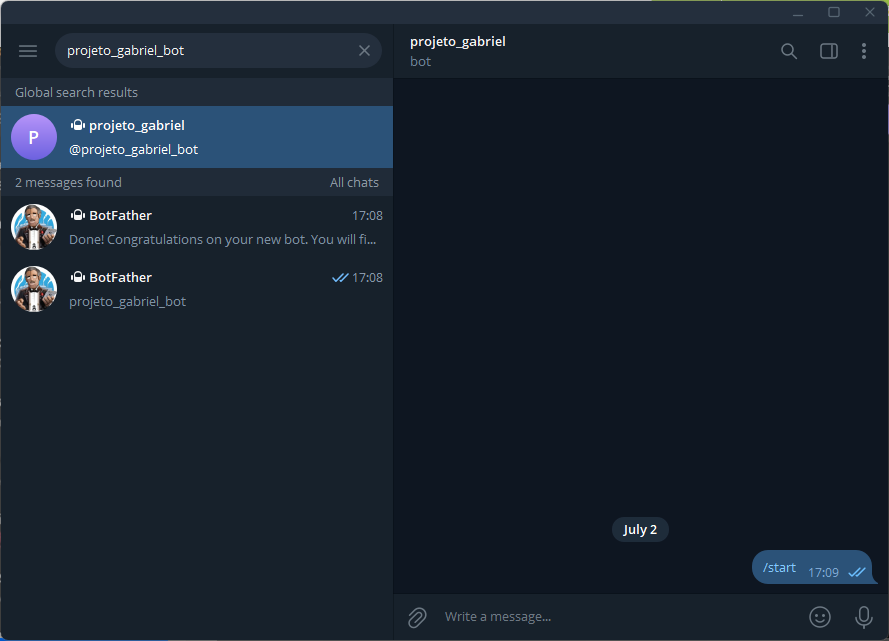 projeto_gabriel_bot
Global search results
P
projeto_gabriel
@projeto_gabriel_bot
2 messages found All chats
BotFather 17:08
Done! Congratulations on your new bot. You will fi...
BotFather 17:08
projeto_gabriel_bot
projeto_gabriel
bot
July 2
/start 17:09
Write a message...